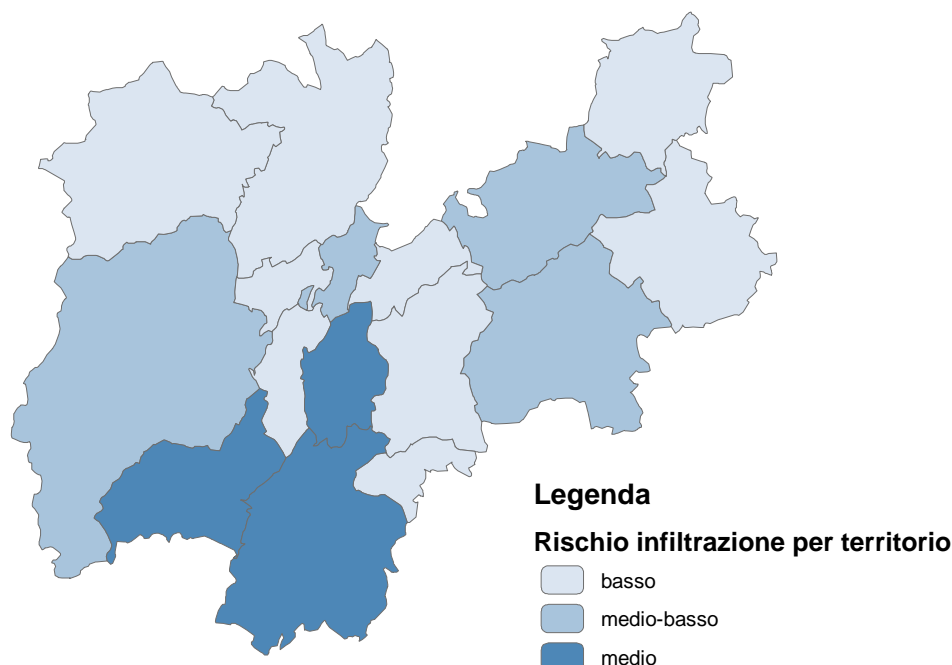 Legenda
Rischio infiltrazione per territorio
basso
medio-basso
medio